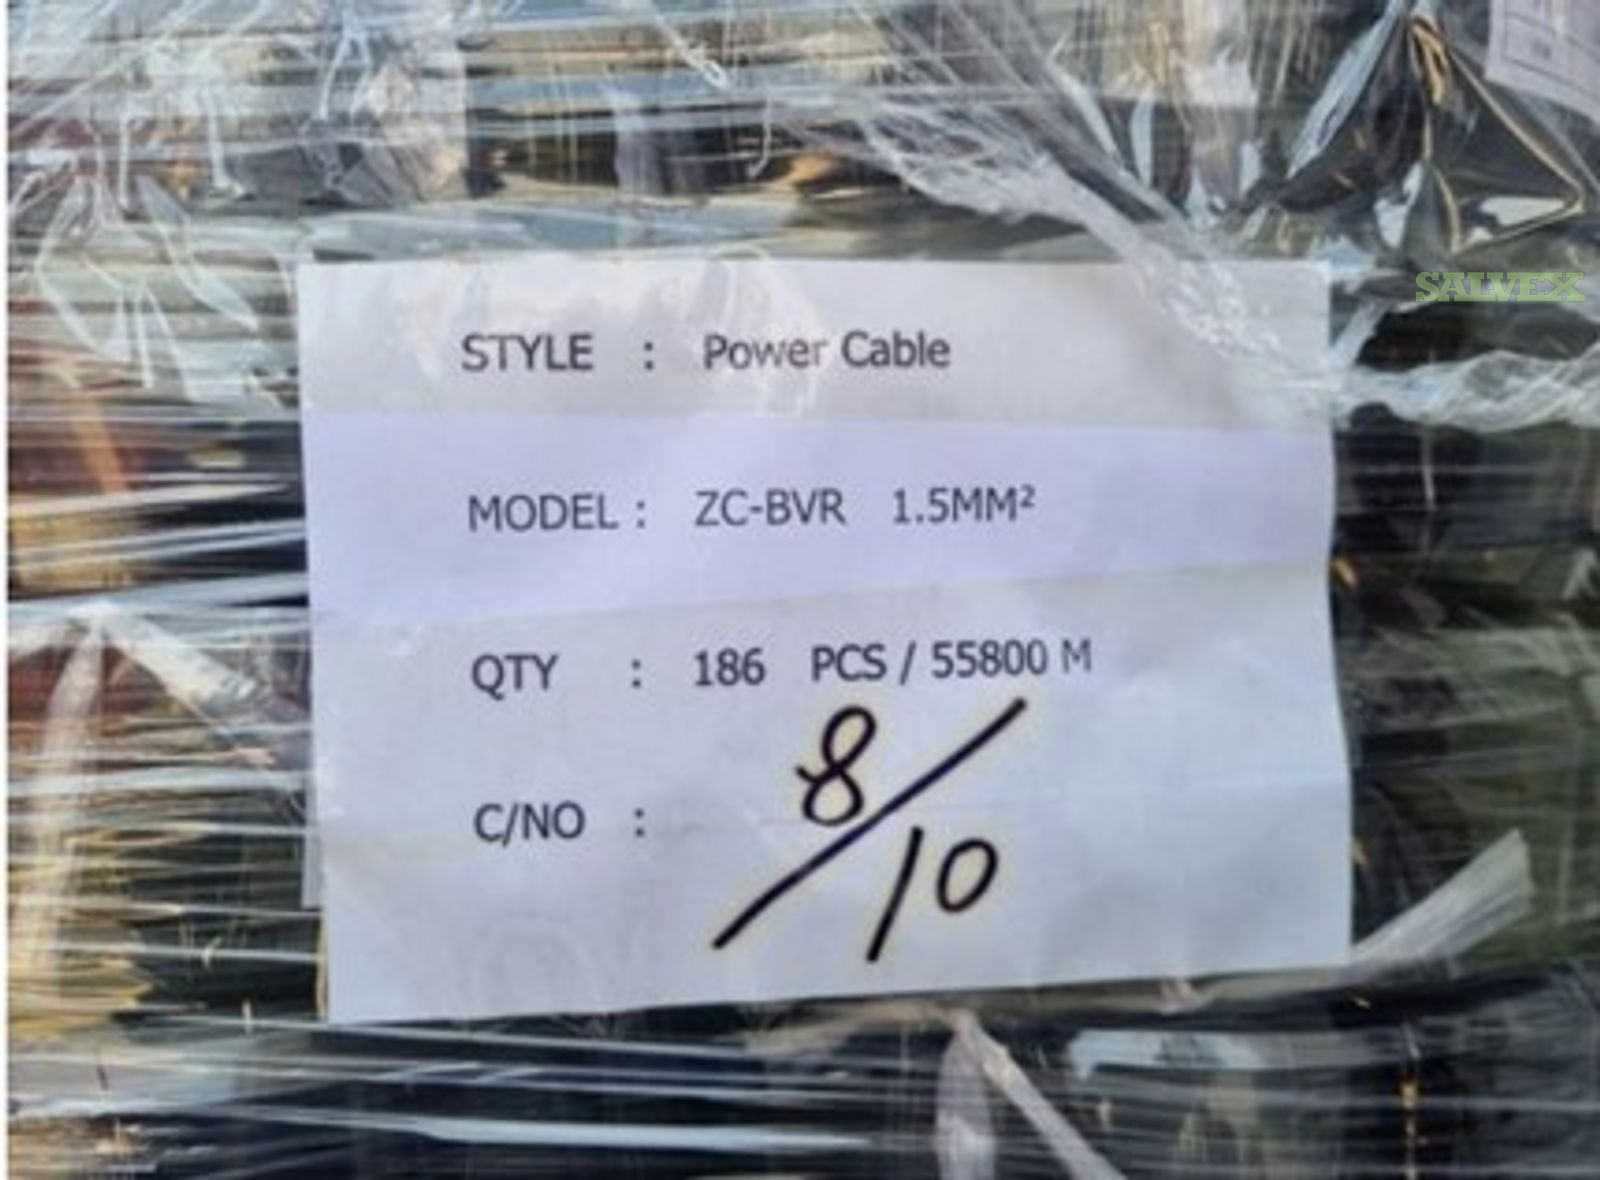 SALVEX
STYLE : Power Cable
MODEL : ZC-BVR 1.5MM²
QTY : 186 PCS / 55800 M
C/NO : 8/10